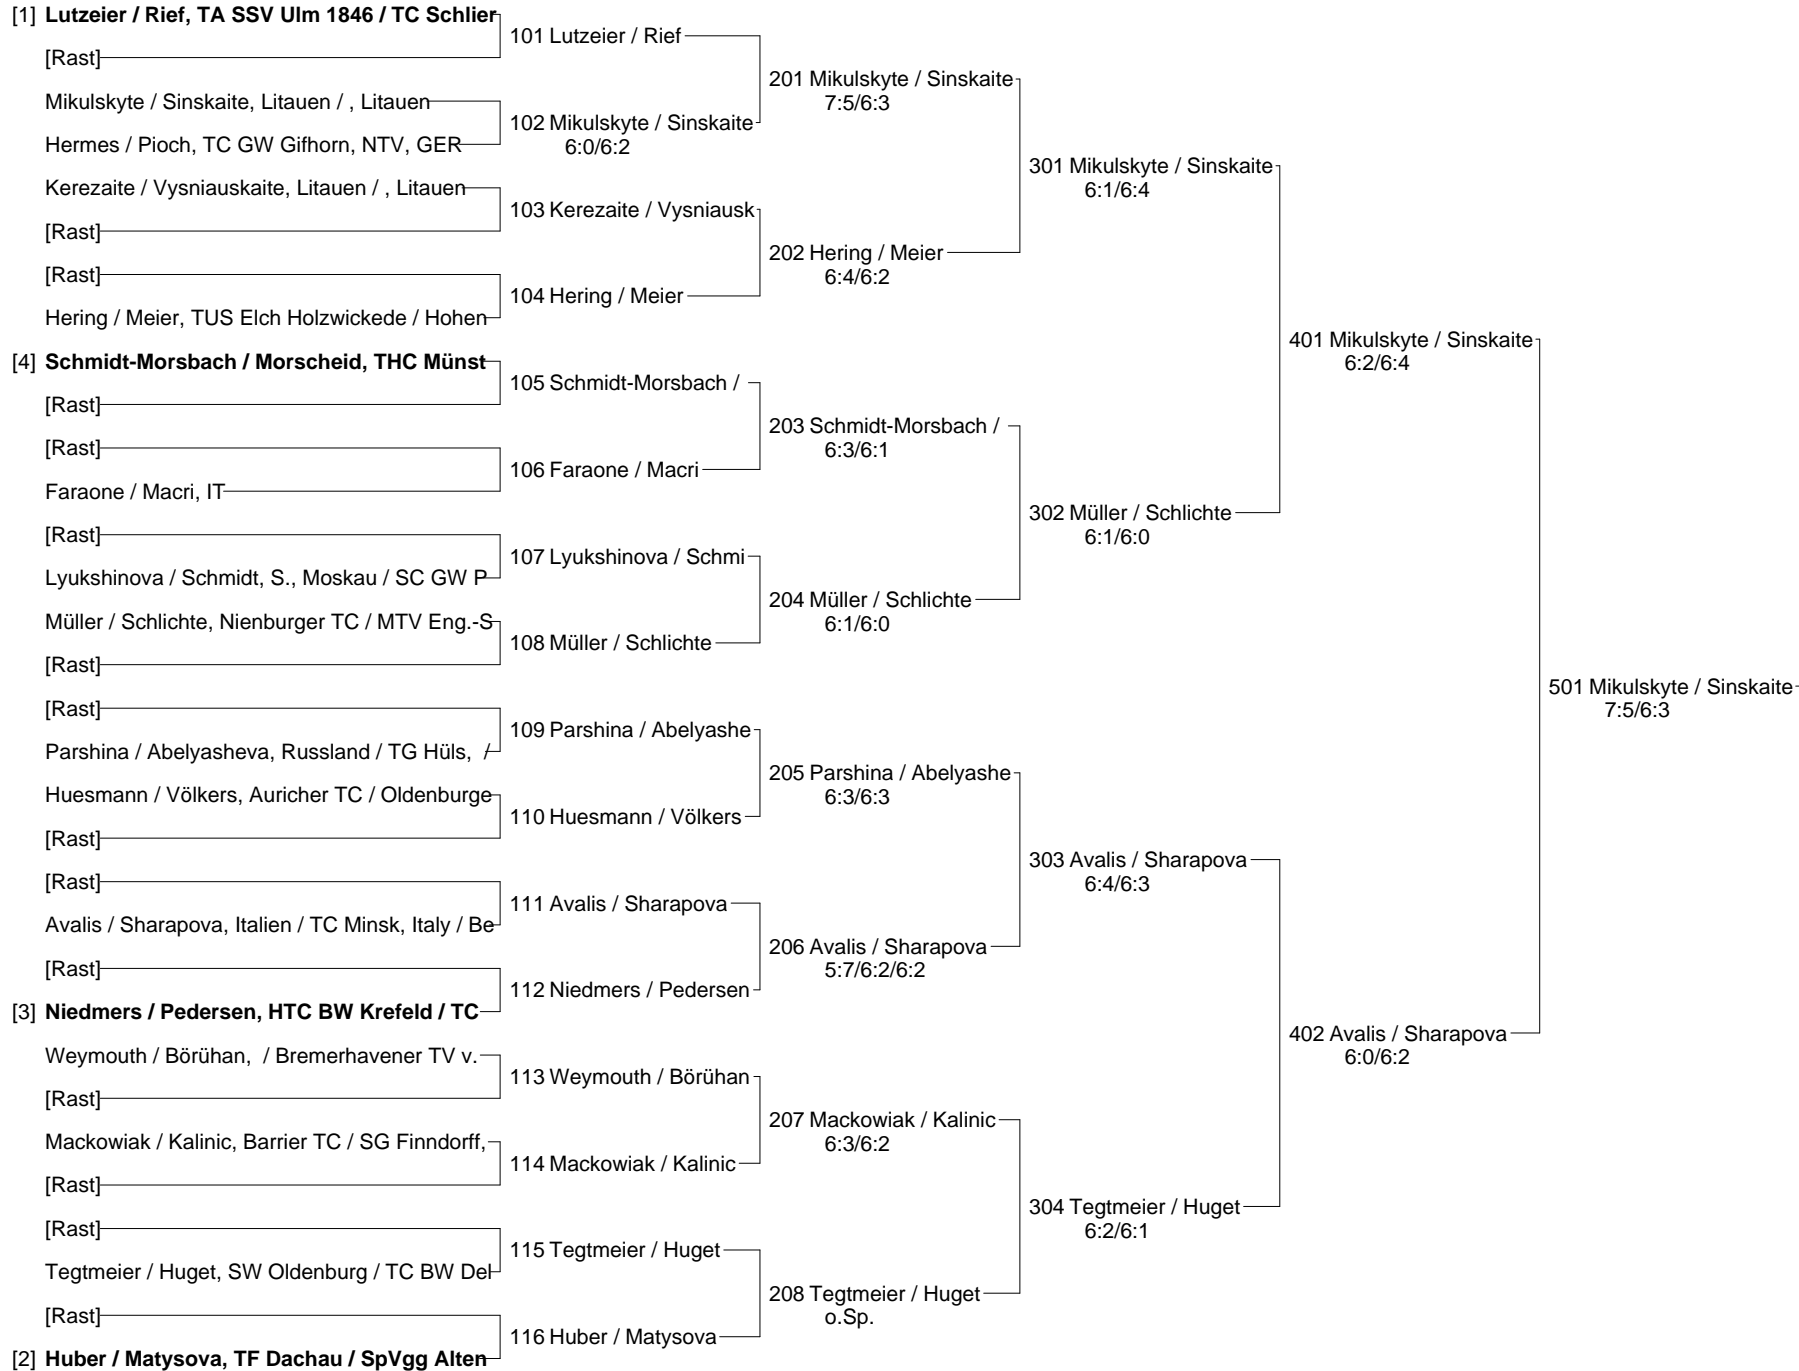 [1] Lutzeier / Rief, TA SSV Ulm 1846 / TC Schlier
[Rast]
Mikulskyte / Sinskaite, Litauen / , Litauen
Hermes / Pioch, TC GW Gifhorn, NTV, GER
Kerezaite / Vysniauskaite, Litauen / , Litauen
[Rast]
[Rast]
Hering / Meier, TUS Elch Holzwickede / Hohen
[4] Schmidt-Morsbach / Morscheid, THC Münst
[Rast]
[Rast]
Faraone / Macri, IT
[Rast]
Lyukshinova / Schmidt, S., Moskau / SC GW P
Müller / Schlichte, Nienburger TC / MTV Eng.-S
[Rast]
[Rast]
Parshina / Abelyasheva, Russland / TG Hüls, /
Huesmann / Völkers, Auricher TC / Oldenburge
[Rast]
[Rast]
Avalis / Sharapova, Italien / TC Minsk, Italy / Be
[Rast]
[3] Niedmers / Pedersen, HTC BW Krefeld / TC
Weymouth / Börühan, / Bremerhavener TV v.
[Rast]
Mackowiak / Kalinic, Barrier TC / SG Finndorff,
[Rast]
[Rast]
Tegtmeier / Huget, SW Oldenburg / TC BW Del
[Rast]
[2] Huber / Matysova, TF Dachau / SpVgg Alten
101 Lutzeier / Rief
102 Mikulskyte / Sinskaite
6:0/6:2
103 Kerezaite / Vysniausk
104 Hering / Meier
105 Schmidt-Morsbach /
106 Faraone / Macri
107 Lyukshinova / Schmi
108 Müller / Schlichte
109 Parshina / Abelyashe
110 Huesmann / Völkers
111 Avalis / Sharapova
112 Niedmers / Pedersen
113 Weymouth / Börühan
114 Mackowiak / Kalinic
115 Tegtmeier / Huget
116 Huber / Matysova
201 Mikulskyte / Sinskaite
7:5/6:3
202 Hering / Meier
6:4/6:2
203 Schmidt-Morsbach /
6:3/6:1
204 Müller / Schlichte
6:1/6:0
205 Parshina / Abelyashe
6:3/6:3
206 Avalis / Sharapova
5:7/6:2/6:2
207 Mackowiak / Kalinic
6:3/6:2
208 Tegtmeier / Huget
o.Sp.
301 Mikulskyte / Sinskaite
6:1/6:4
302 Müller / Schlichte
6:1/6:0
303 Avalis / Sharapova
6:4/6:3
304 Tegtmeier / Huget
6:2/6:1
401 Mikulskyte / Sinskaite
6:2/6:4
402 Avalis / Sharapova
6:0/6:2
501 Mikulskyte / Sinskaite
7:5/6:3